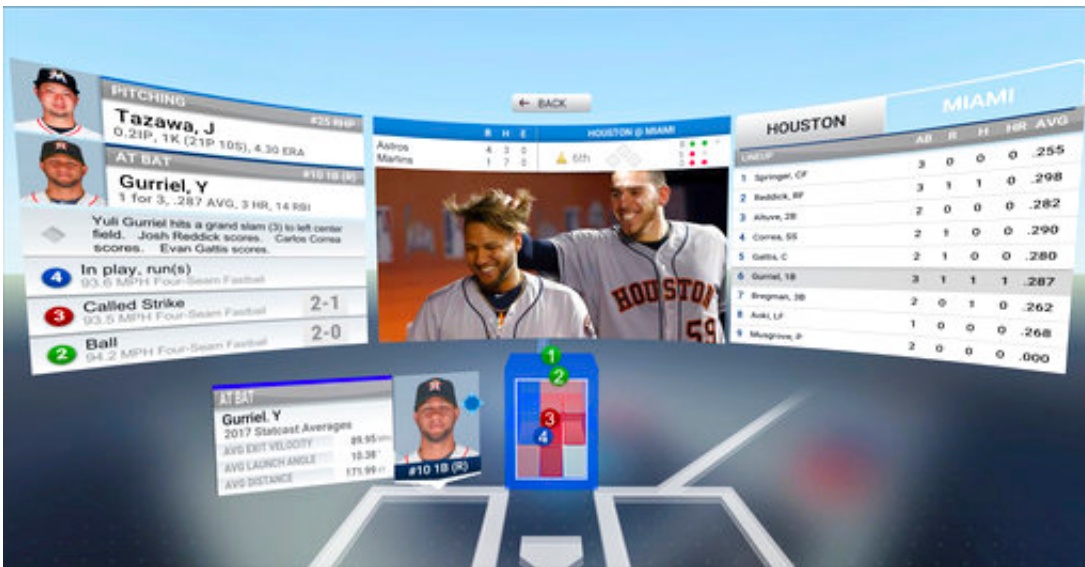 ← BACK
PITCHING
#25 RHP
Tazawa, J
0.2IP, 1K (21P 10S), 4.30 ERA
AT BAT
#10 1B (R)
Gurriel, Y
1 for 3, .287 AVG, 3 HR, 14 RBI
Yuli Gurriel hits a grand slam (3) to left center
field. Josh Reddick scores. Carlos Correa
scores. Evan Gattis scores.
4 In play, run(s)
93.6 MPH Four-Seam Fastball
3 Called Strike 2-1
93.5 MPH Four-Seam Fastball
2 Ball 2-0
94.2 MPH Four-Seam Fastball
R H E
HOUSTON @ MIAMI
Astros 4 3 0
Marlins 1 7 0
6th
HOUSTON
59
HOUSTON
MIAMI
LINEUP AB R H HR AVG
1 Springer, CF 3 0 0 0 .255
2 Reddick, RF 3 1 1 0 .298
3 Altuve, 2B 2 0 0 0 .282
4 Correa, SS 2 1 0 0 .290
5 Gattis, C 2 1 0 0 .280
6 Gurriel, 1B 3 1 1 1 .287
7 Bregman, 3B 2 0 1 0 .262
8 Aoki, LF 1 0 0 0 .268
9 Musgrove, P 2 0 0 0 .000
1
2
3
4
AT BAT
Gurriel, Y
2017 Statcast Averages
AVG EXIT VELOCITY 89.95
AVG LAUNCH ANGLE 10.38°
AVG DISTANCE 171.99
#10 1B (R)